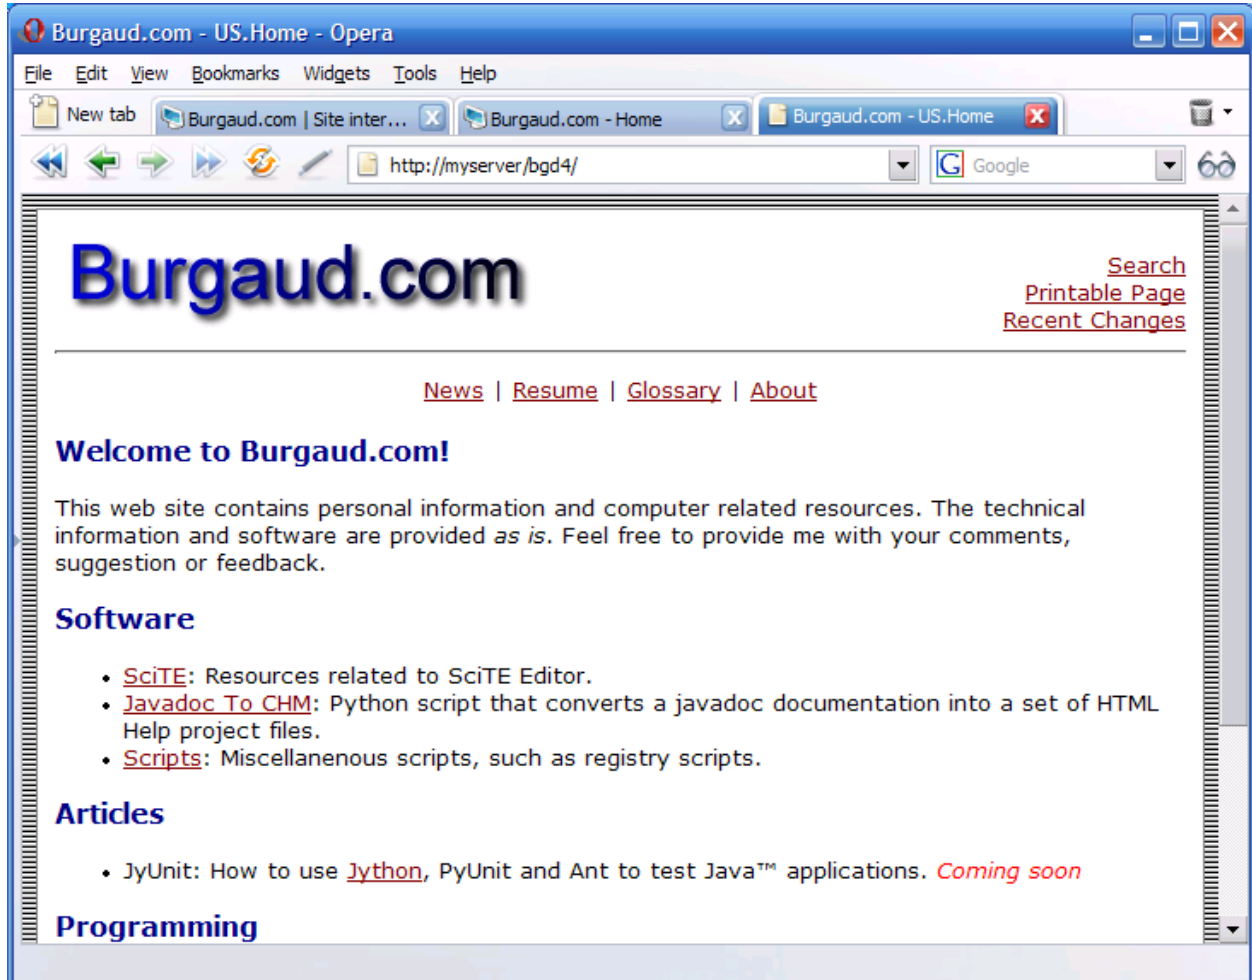 Burgaud.com - US.Home - Opera
File Edit View Bookmarks Widgets Tools Help
New tab Burgaud.com | Site inter... Burgaud.com - Home Burgaud.com - US.Home
http://myserver/bgd4/ G Google
Burgaud.com
Search
Printable Page
Recent Changes
News | Resume | Glossary | About
Welcome to Burgaud.com!
This web site contains personal information and computer related resources. The technical
information and software are provided as is. Feel free to provide me with your comments,
suggestion or feedback.
Software
• SciTE: Resources related to SciTE Editor.
• Javadoc To CHM: Python script that converts a javadoc documentation into a set of HTML
Help project files.
• Scripts: Miscellanenous scripts, such as registry scripts.
Articles
• JyUnit: How to use Jython, PyUnit and Ant to test Java™ applications. Coming soon
Programming